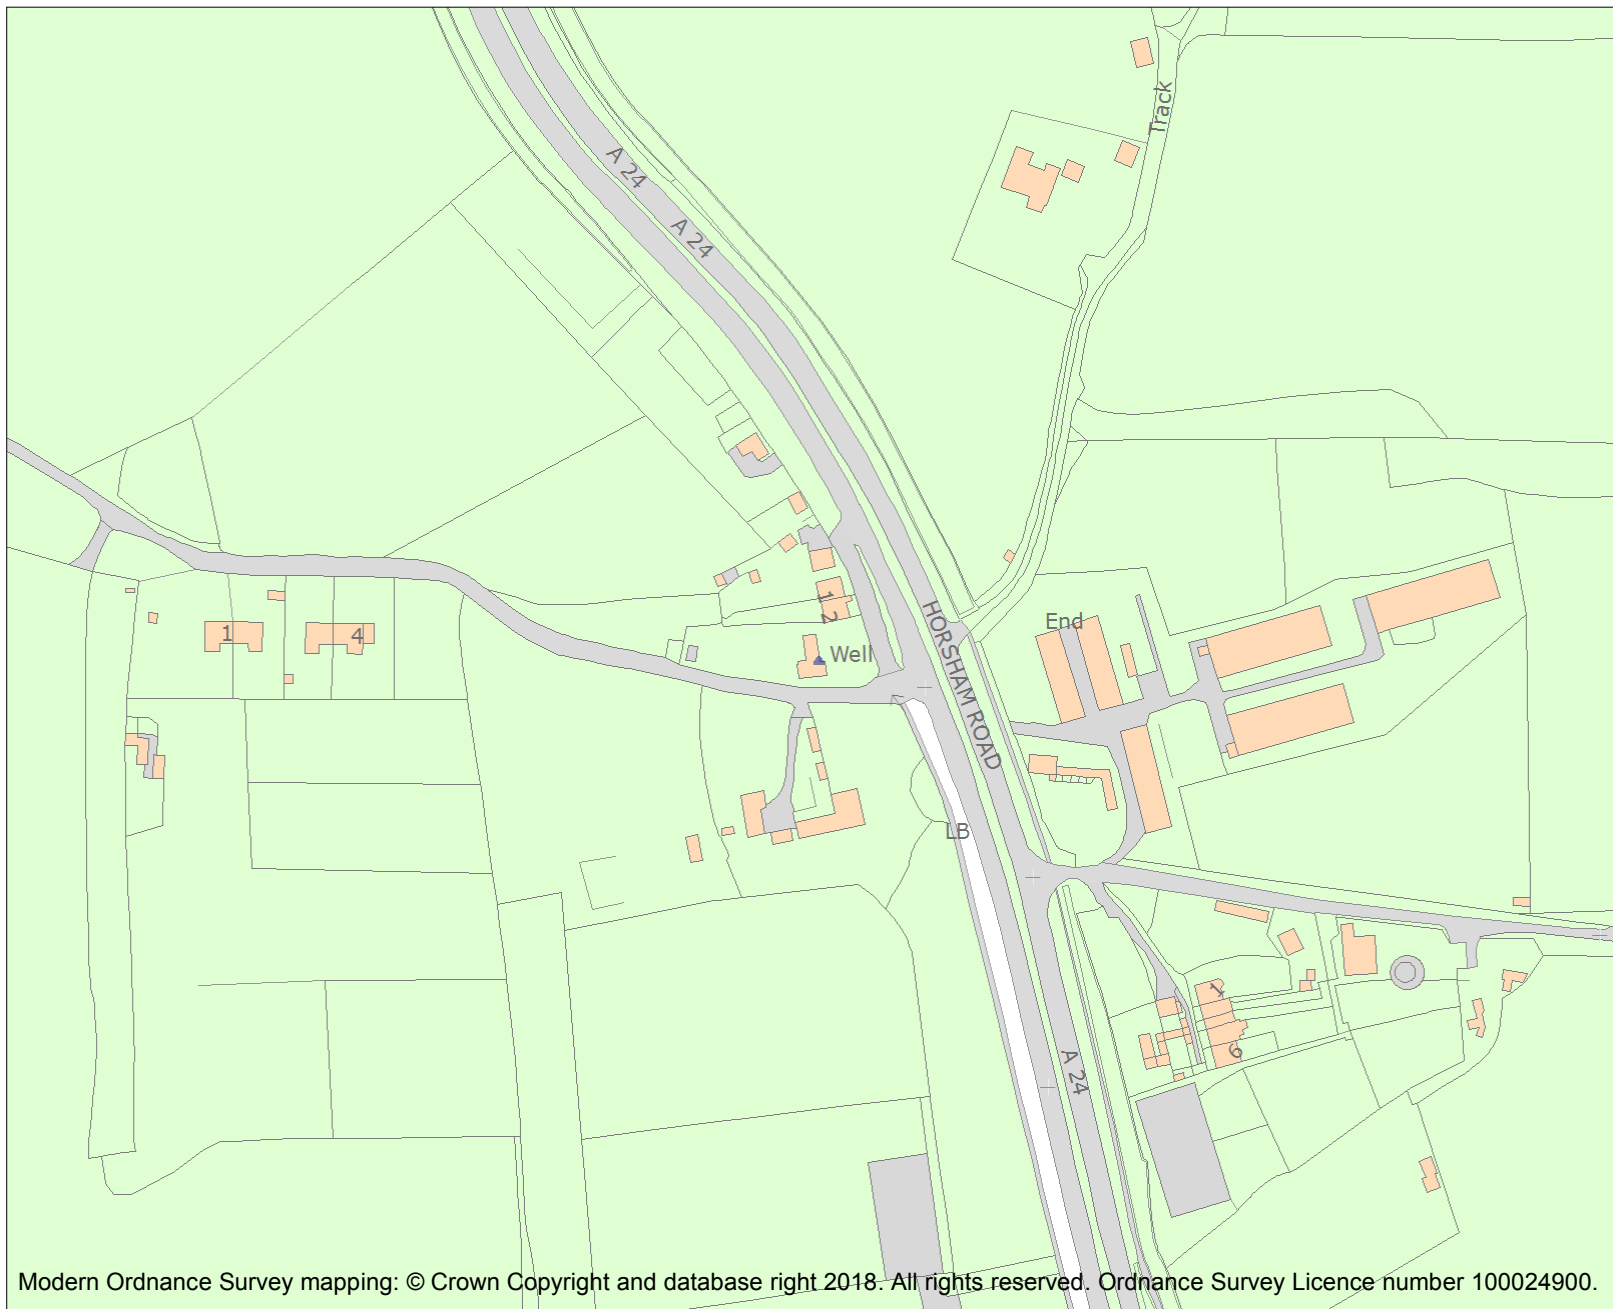 Track
A 24
A 24
HORSHAM ROAD
End
1
4
1
2
Well
LB
1
6
A 24
Modern Ordnance Survey mapping: © Crown Copyright and database right 2018. All rights reserved. Ordnance Survey Licence number 100024900.